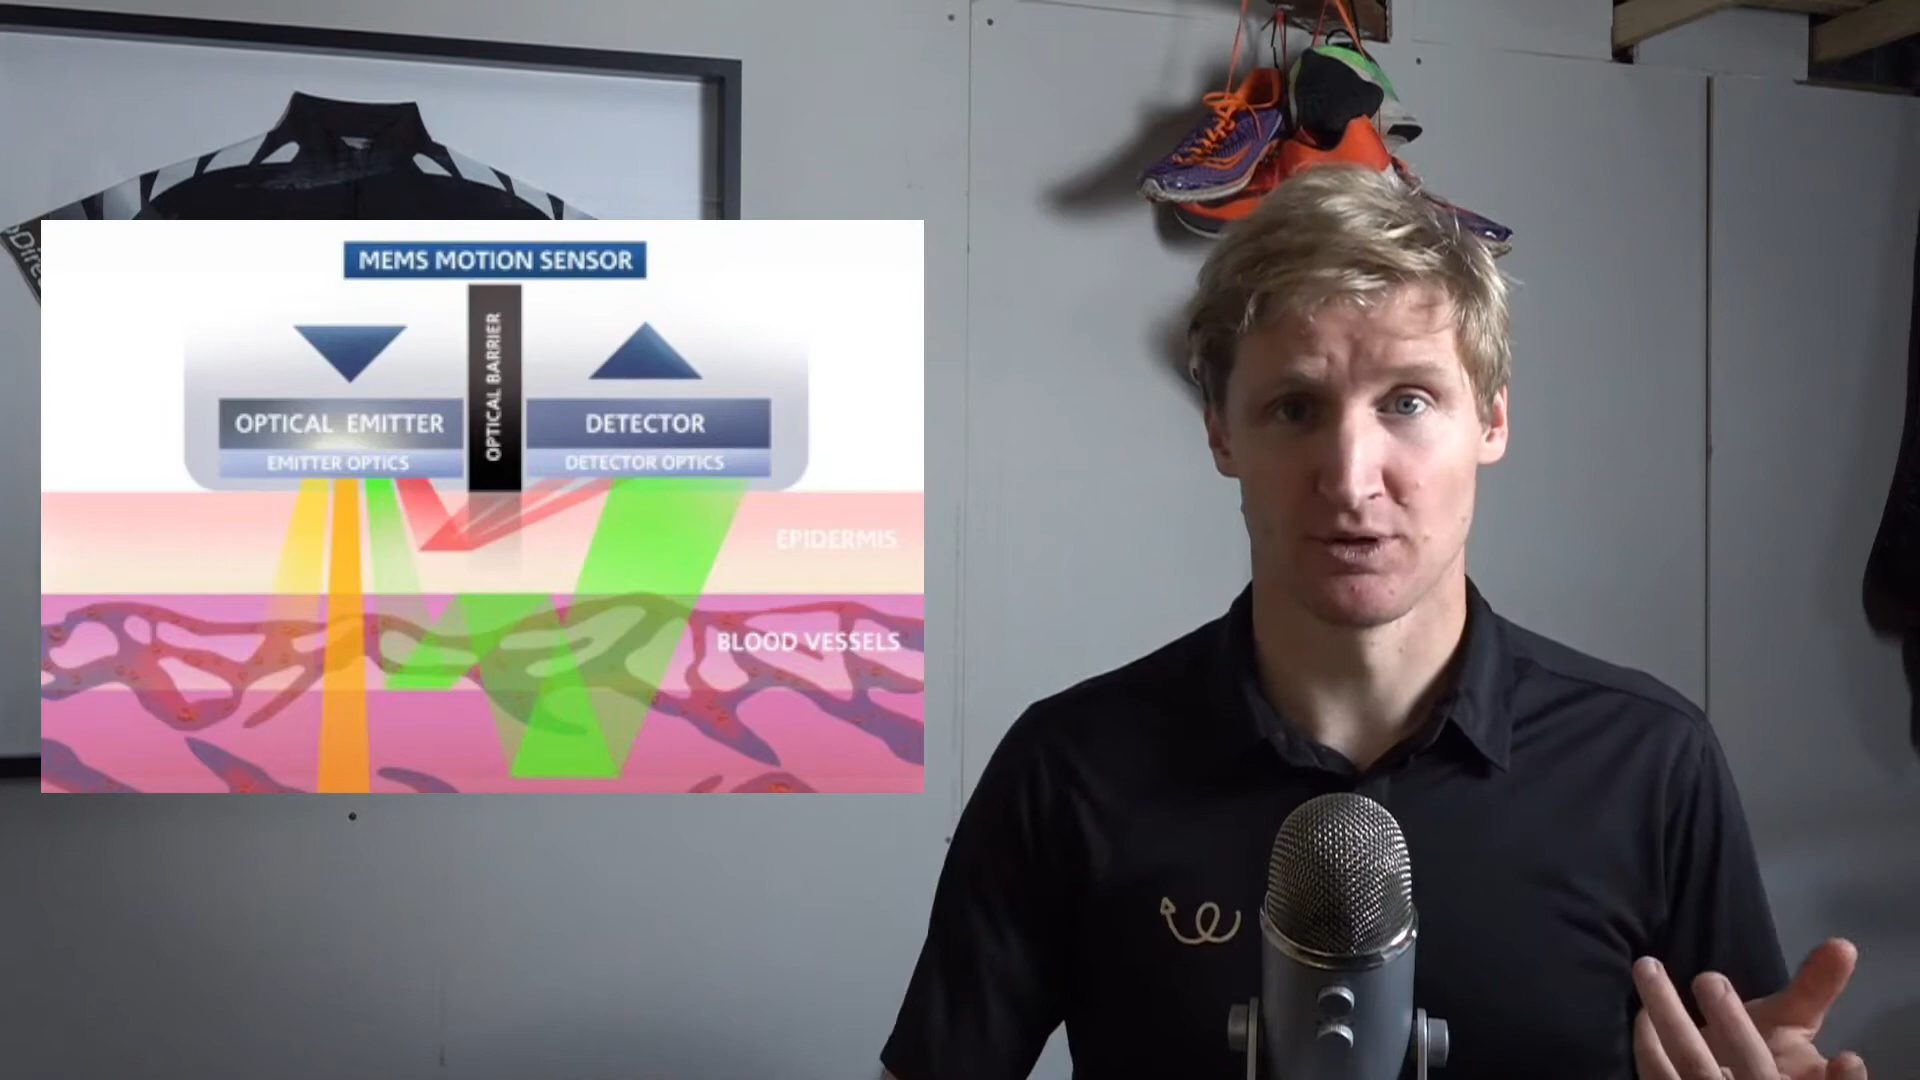 MEMS MOTION SENSOR
OPTICAL BARRIER
OPTICAL EMITTER
DETECTOR
EMITTER OPTICS
DETECTOR OPTICS
EPIDERMIS
BLOOD VESSELS